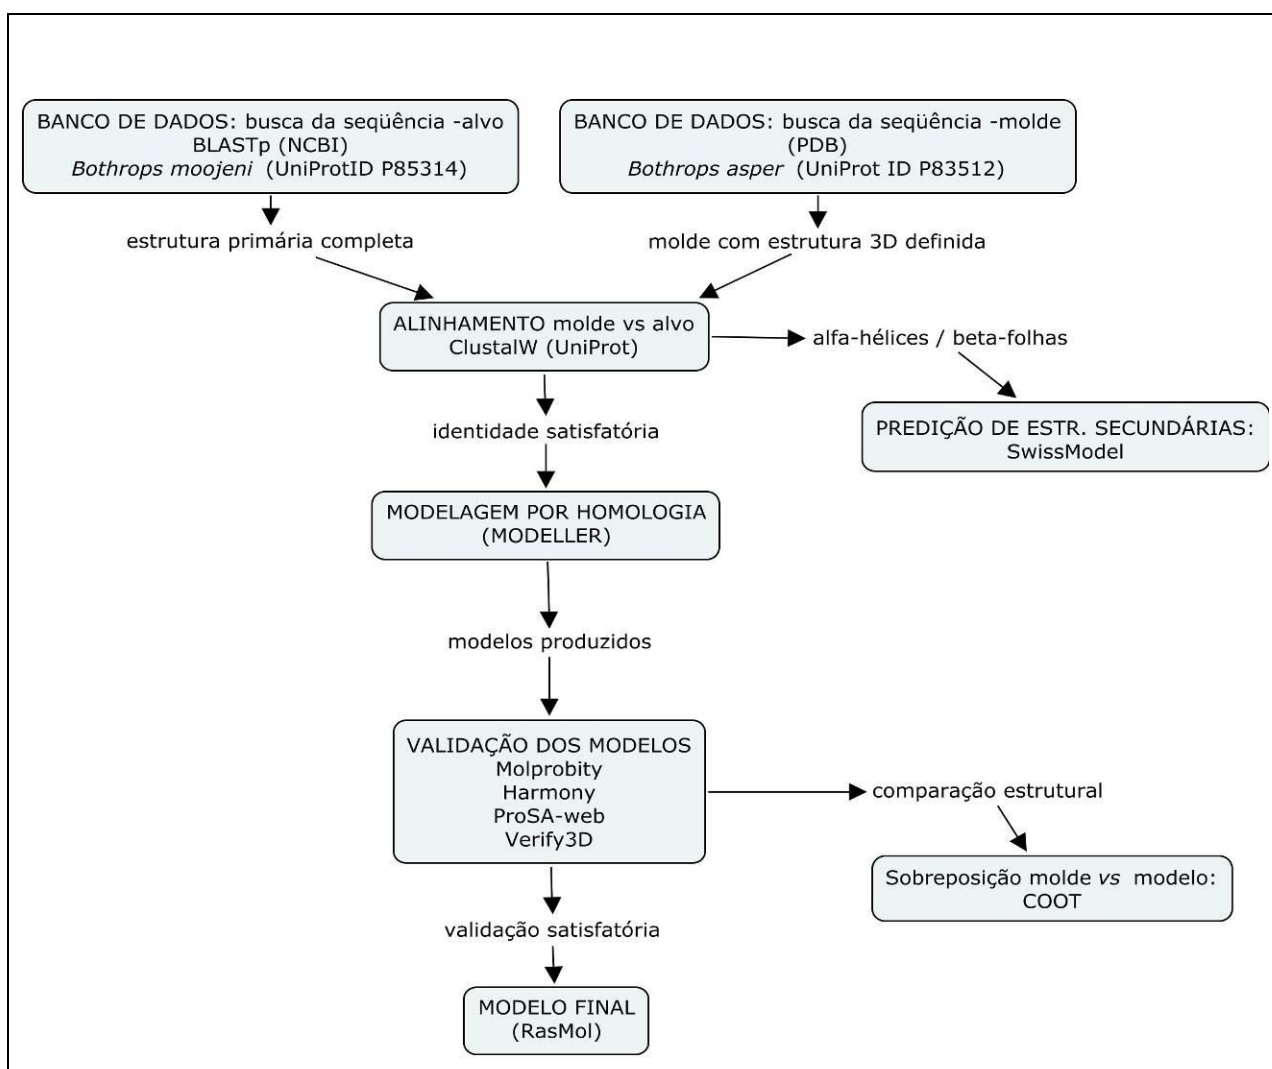 BANCO DE DADOS: busca da seqüência -alvo
BLASTp (NCBI)
Bothrops moojeni (UniProtID P85314)
BANCO DE DADOS: busca da seqüência -molde
(PDB)
Bothrops asper (UniProt ID P83512)
estrutura primária completa
molde com estrutura 3D definida
ALINHAMENTO molde vs alvo
ClustalW (UniProt)
alfa-hélices / beta-folhas
PREDIÇÃO DE ESTR. SECUNDÁRIAS:
SwissModel
identidade satisfatória
MODELAGEM POR HOMOLOGIA
(MODELLER)
modelos produzidos
VALIDAÇÃO DOS MODELOS
Molprobity
Harmony
ProSA-web
Verify3D
comparação estrutural
Sobreposição molde vs modelo:
COOT
validação satisfatória
MODELO FINAL
(RasMol)